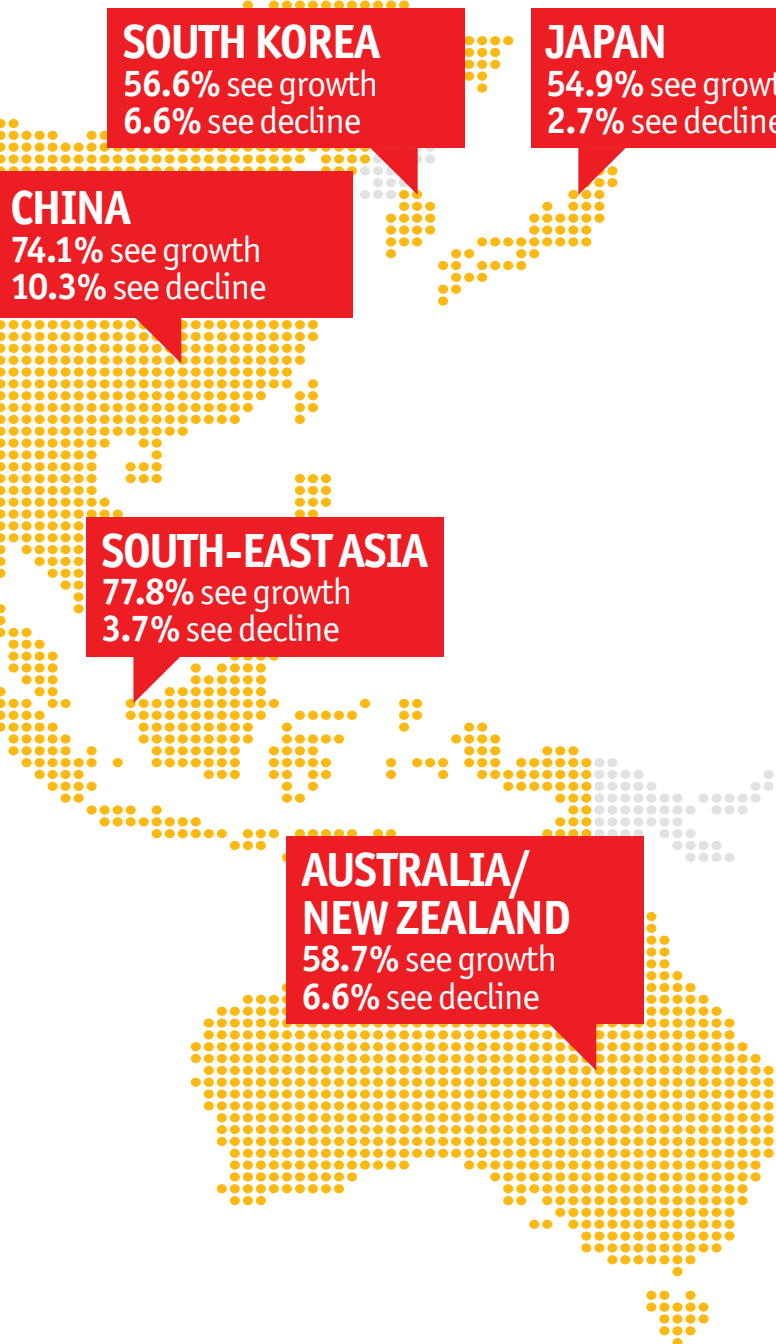 SOUTH KOREA
56.6% see growth
6.6% see decline
JAPAN
54.9% see growt
2.7% see decline
CHINA
74.1% see growth
10.3% see decline
SOUTH-EAST ASIA
77.8% see growth
3.7% see decline
AUSTRALIA/
NEW ZEALAND
58.7% see growth
6.6% see decline